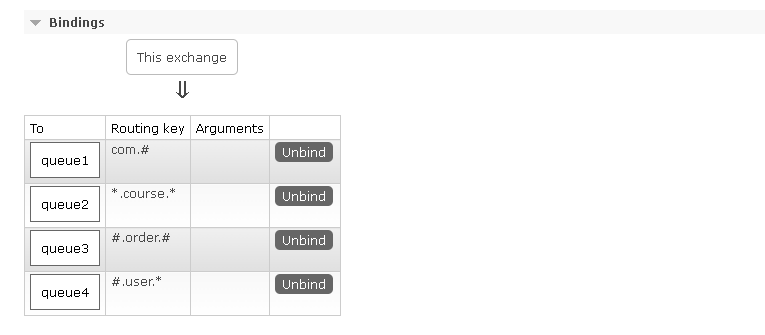 Bindings
This exchange
⇓
To Routing key Arguments
queue1 com.# Unbind
queue2 *.course.* Unbind
queue3 #.order.# Unbind
queue4 #.user.* Unbind